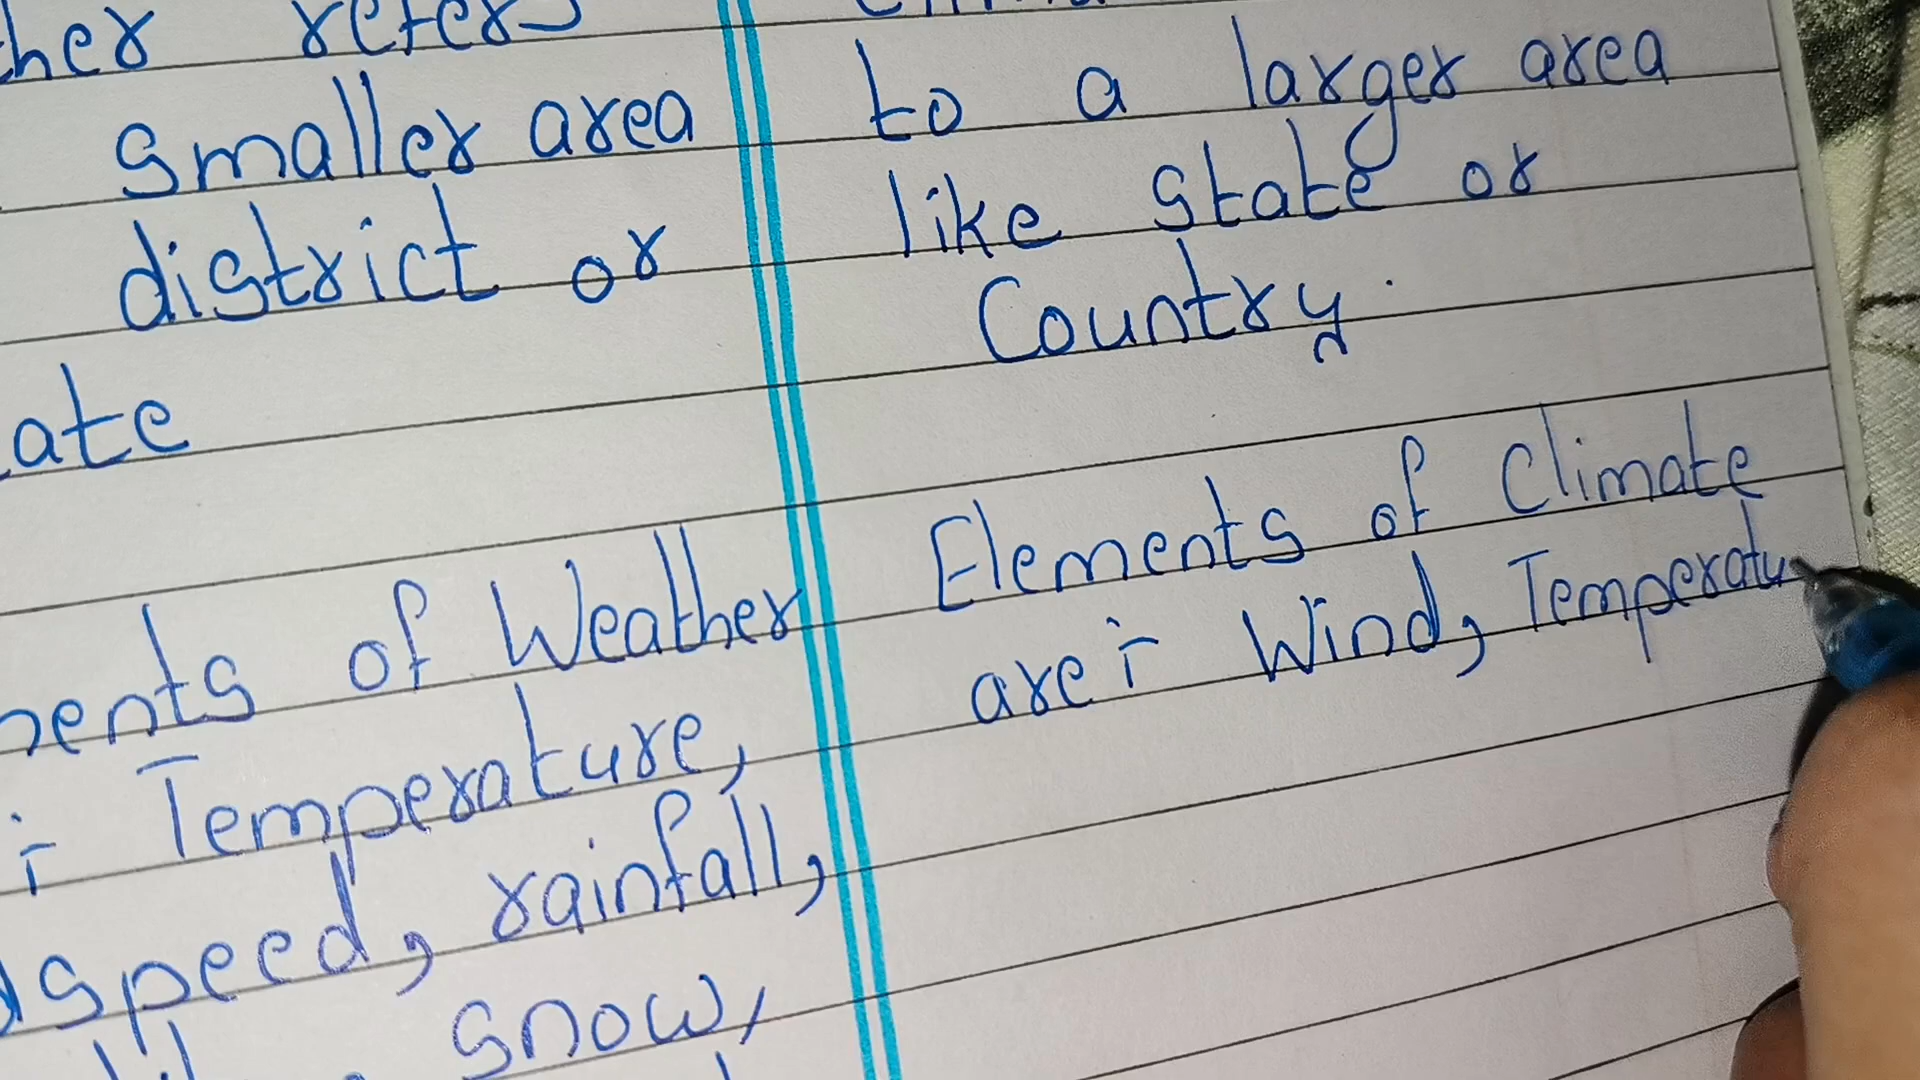 refers
smaller area
district or
ate
ents of Weather
:- Temperature,
speed, rainfall,
snow,
to a larger area
like state or
Country.
Elements of Climate
are :- Wind, Temperatu